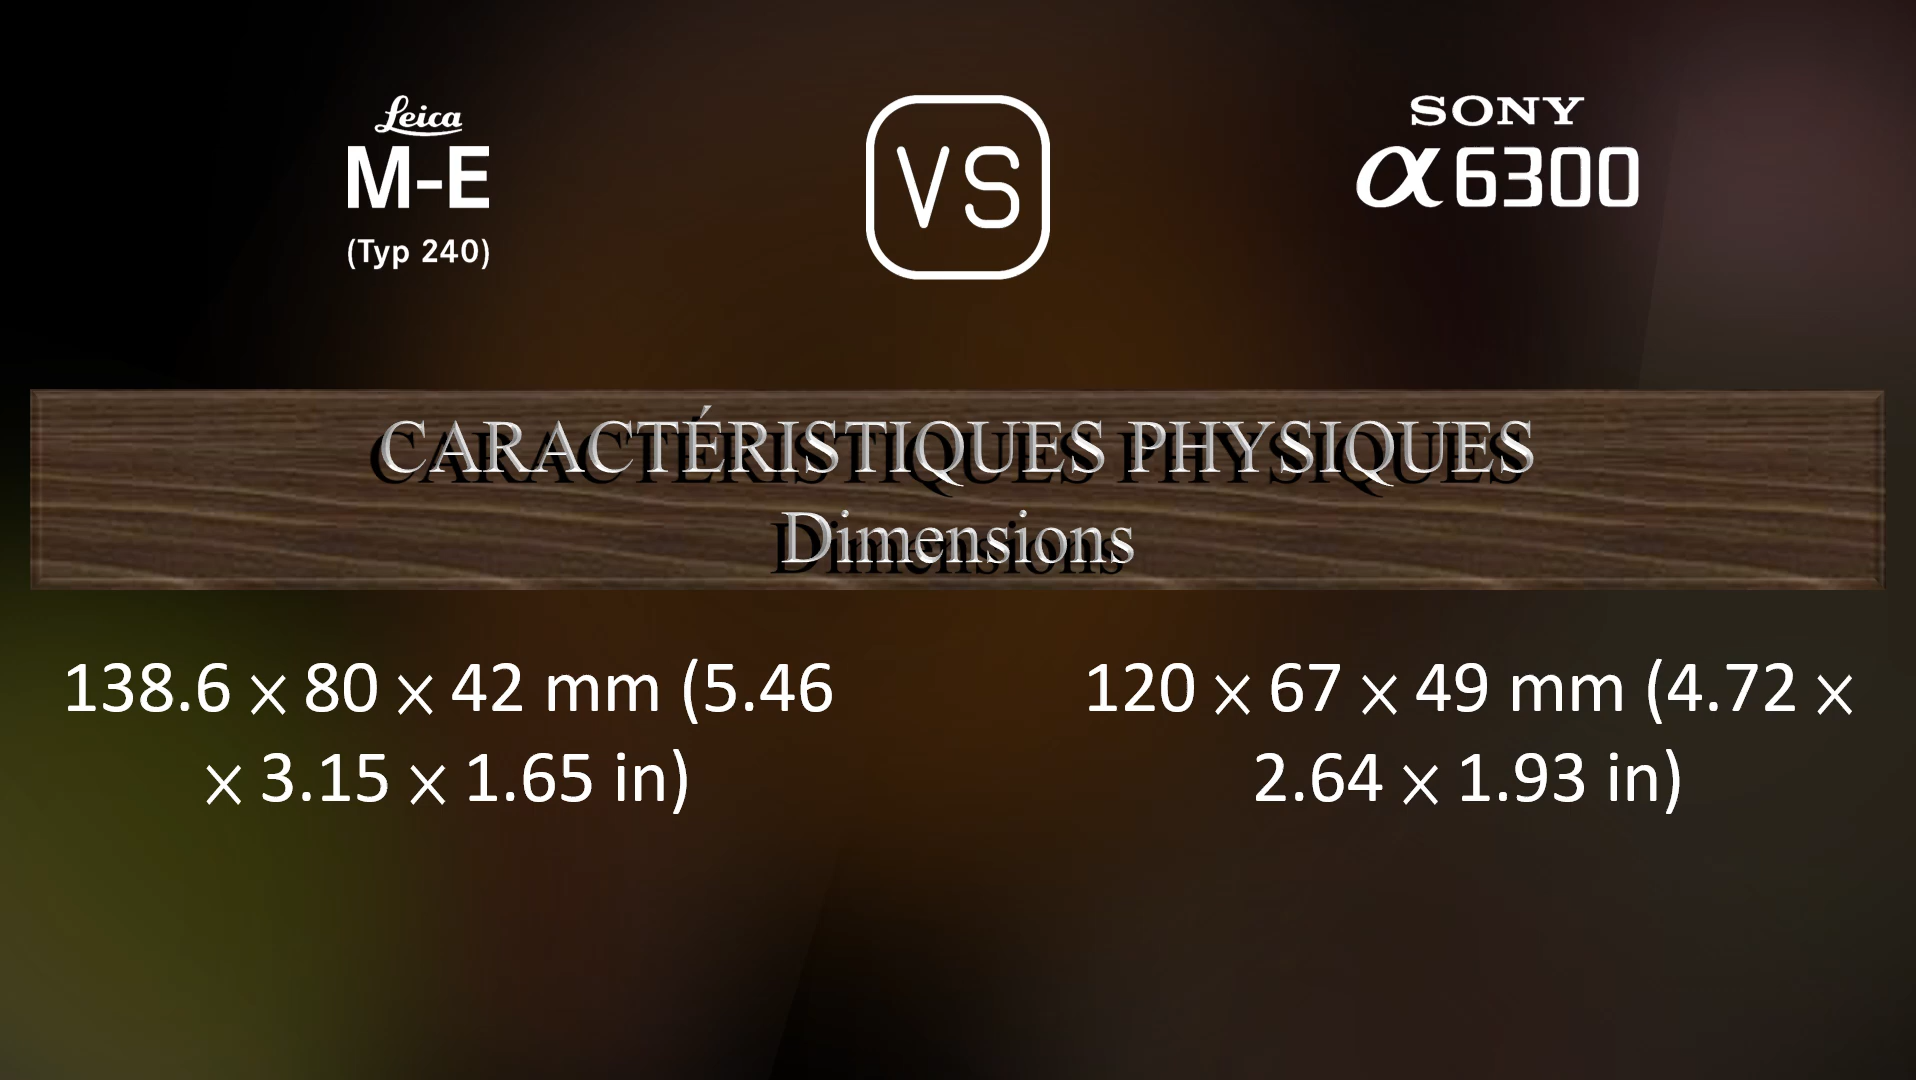 Leica
M-E
(Typ 240)
VS
SONY
α6300
CARACTÉRISTIQUES PHYSIQUES
Dimensions
138.6 x 80 x 42 mm (5.46
x 3.15 x 1.65 in)
120 x 67 x 49 mm (4.72 x
2.64 x 1.93 in)